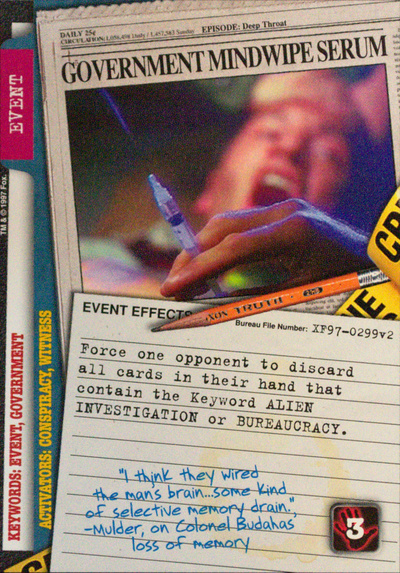 DAILY 25¢
CIRCULATION: 1,056,498 Daily / 1,457,582 Sunday
EPISODE: Deep Throat
GOVERNMENT MINDWIPE SERUM
EVENT
TM & © 1997 Fox.
KEYWORDS: EVENT, GOVERNMENT
ACTIVATORS: CONSPIRACY, WITNESS
EVENT EFFECTS
TRUTH
Bureau File Number: XF97-0299v2
Force one opponent to discard
all cards in their hand that
contain the Keyword ALIEN
INVESTIGATION or BUREAUCRACY.
"I think they wired
the man's brain...some kind
of selective memory drain.",
-Mulder, on Colonel Budahas
loss of memory
3